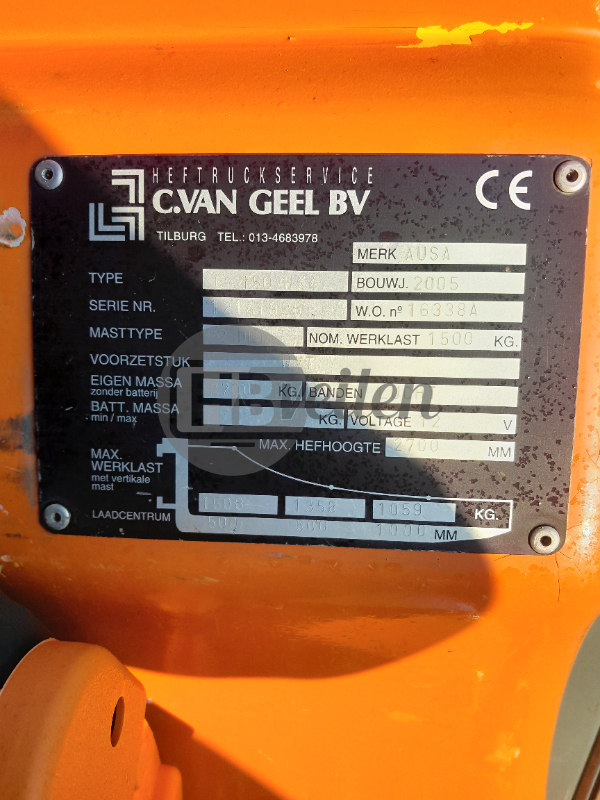 HEFTRUCKSERVICE
C.VAN GEEL BV
CE
TILBURG TEL.: 013-4683978
MERK AUSA
TYPE
BOUWJ. 2005
SERIE NR.
W.O. nº 16338A
MASTTYPE
NOM. WERKLAST 1500 KG.
VOORZETSTUK
EIGEN MASSA
zonder batterij
KG. BANDEN
BATT. MASSA
min / max
KG. VOLTAGE 12 V
HBVeilen
MAX. HEFHOOGTE 2700 MM
MAX.
WERKLAST
met vertikale
mast
1508 1358 1059 KG.
LAADCENTRUM 500 600 1000 MM